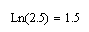 Ln(2.5) = 1.5